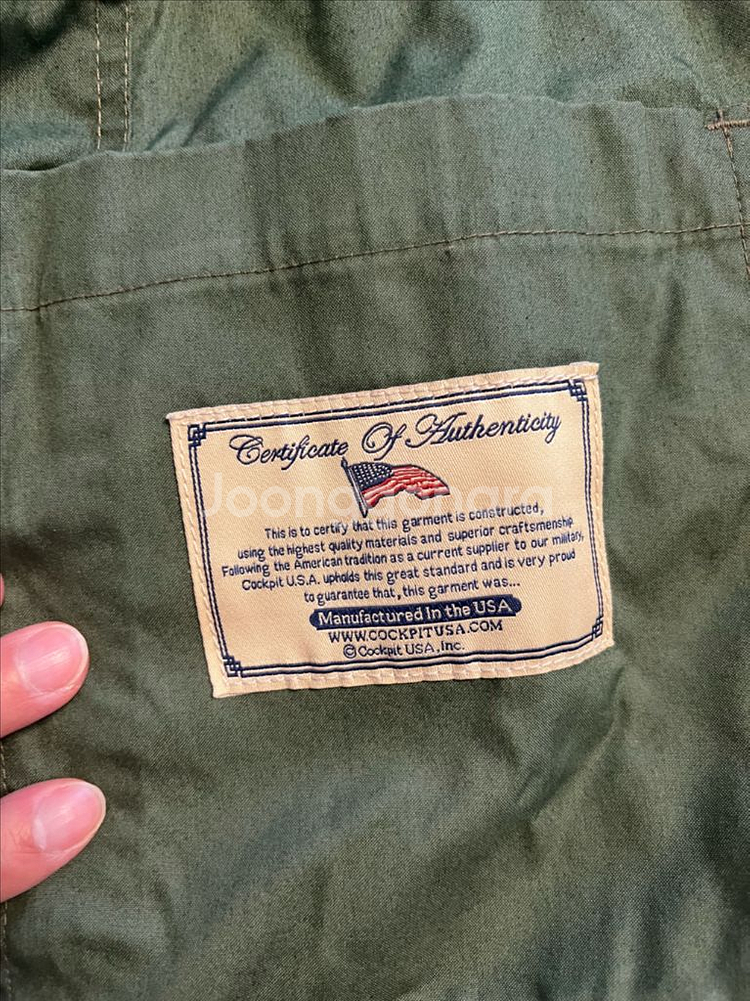 Certificate Of Authenticity
Joonggonara
This is to certify that this garment is constructed,
using the highest quality materials and superior craftsmenship
Following the American tradition as a current supplier to our military,
Cockpit U.S.A. upholds this great standard and is very proud
to guarantee that, this garment was...
Manufactured In the USA
WWW.COCKPITUSA.COM
© Cockpit USA, Inc.